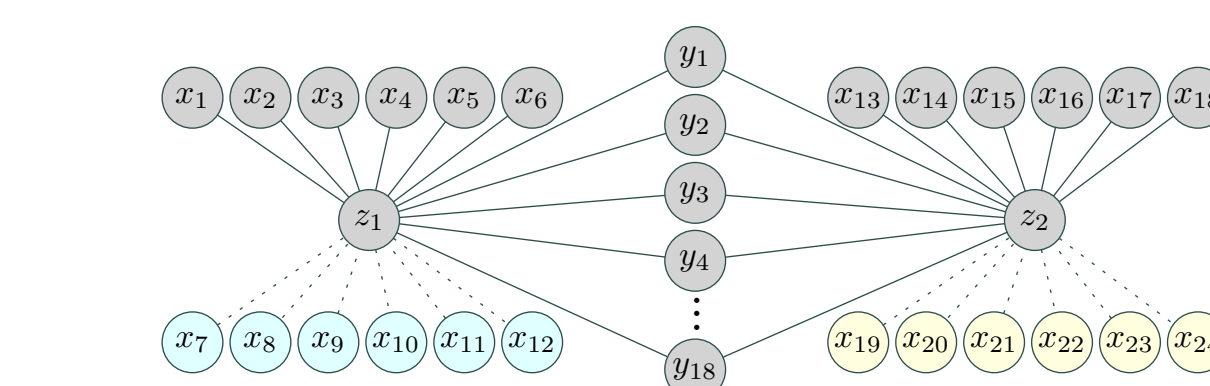 y₁
x₁ x₂ x₃ x₄ x₅ x₆ x₁₃ x₁₄ x₁₅ x₁₆ x₁₇
y₂
y₃
z₁ z₂
y₄
x₇ x₈ x₉ x₁₀ x₁₁ x₁₂ x₁₉ x₂₀ x₂₁ x₂₂ x₂₃
y₁₈